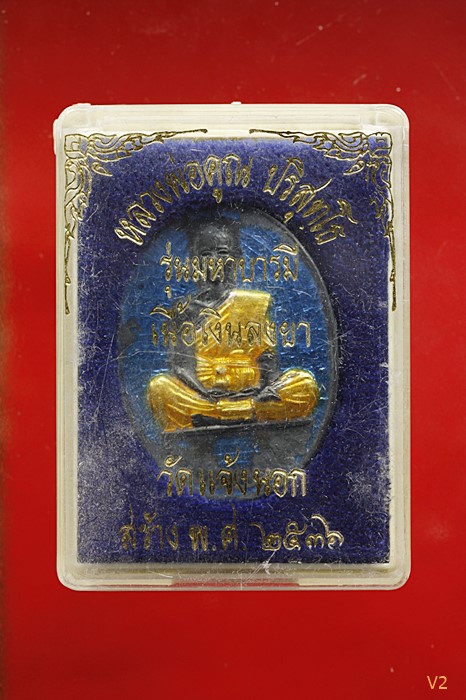 หลวงพ่อคูณ ปริสุทโธ
รุ่นมหาบารมี
เนื้อเงินลงยา
วัดแจ้งนอก
สร้าง พ.ศ ๒๕๓๖
V2